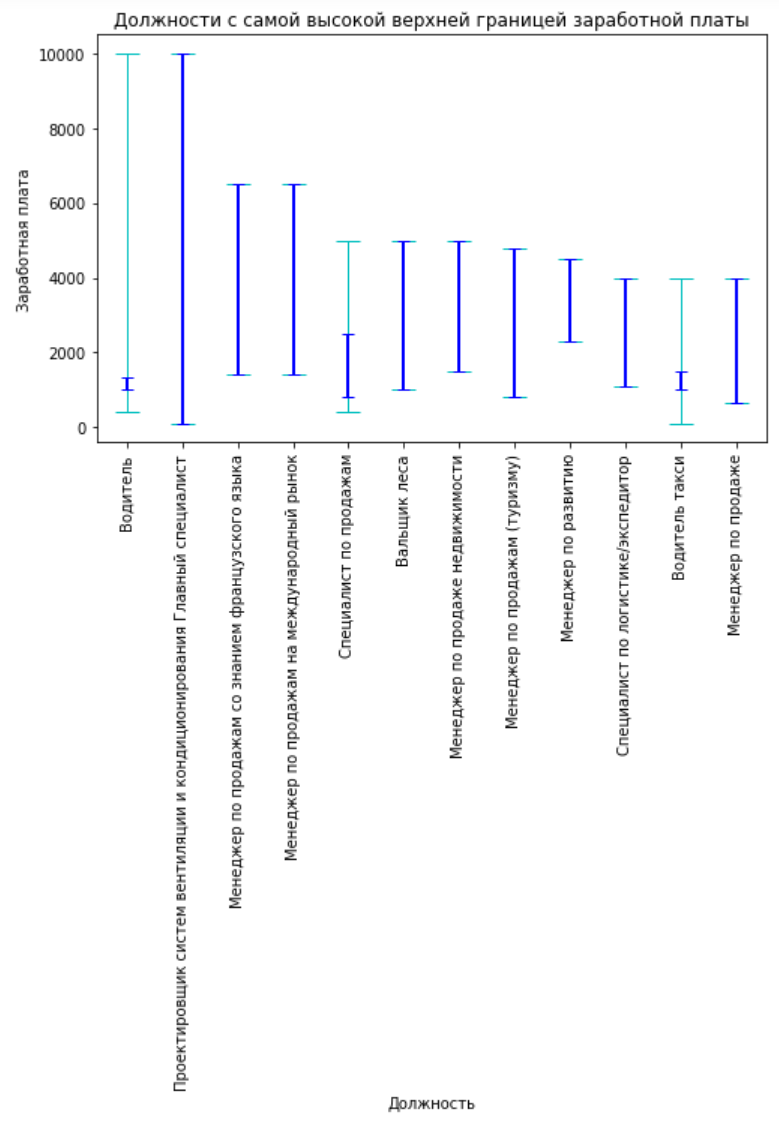 Должности с самой высокой верхней границей заработной платы
Заработная плата
10000
8000
6000
4000
2000
0
Водитель
Проектировщик систем вентиляции и кондиционирования Главный специалист
Менеджер по продажам со знанием французского языка
Менеджер по продажам на международный рынок
Специалист по продажам
Вальщик леса
Менеджер по продаже недвижимости
Менеджер по продажам (туризму)
Менеджер по развитию
Специалист по логистике/экспедитор
Водитель такси
Менеджер по продаже
Должность